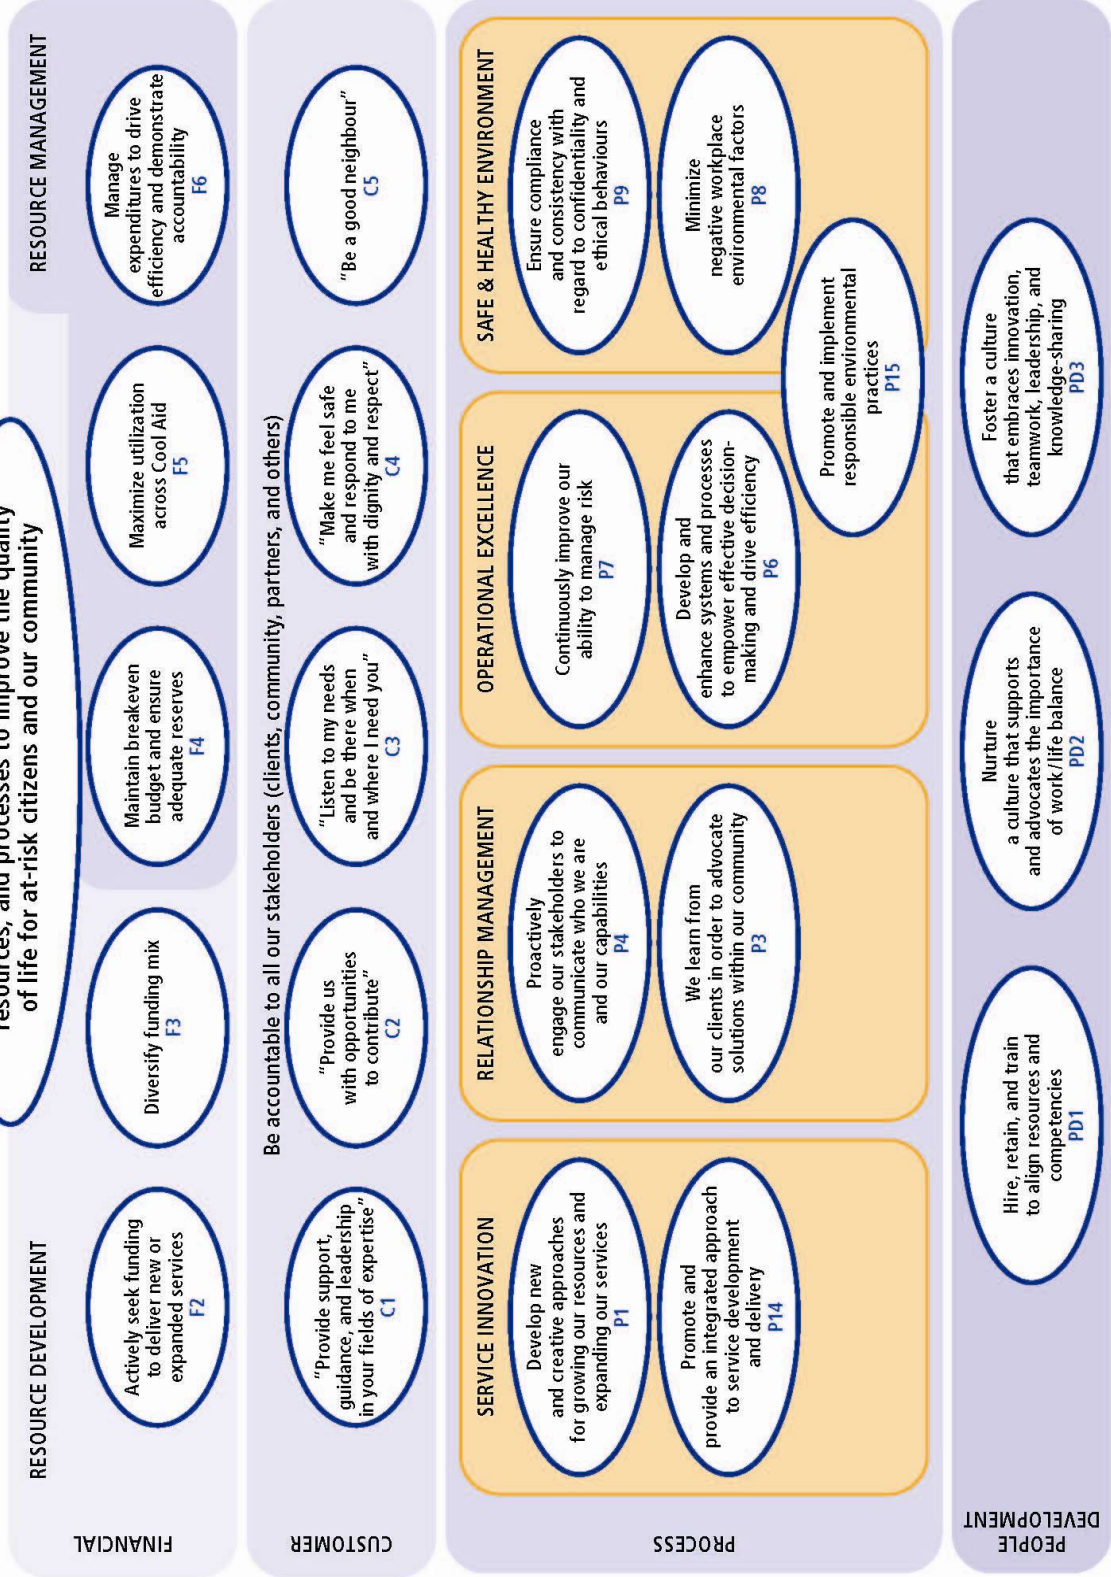 resources, and processes to improve the quality
of life for at-risk citizens and our community
FINANCIAL
RESOURCE DEVELOPMENT
RESOURCE MANAGEMENT
Actively seek funding
to deliver new or
expanded services
F2
Diversify funding mix
F3
Maintain breakeven
budget and ensure
adequate reserves
F4
Maximize utilization
across Cool Aid
F5
Manage
expenditures to drive
efficiency and demonstrate
accountability
F6
CUSTOMER
Be accountable to all our stakeholders (clients, community, partners, and others)
"Provide support,
guidance, and leadership
in your fields of expertise"
C1
"Provide us
with opportunities
to contribute"
C2
"Listen to my needs
and be there when
and where I need you"
C3
"Make me feel safe
and respond to me
with dignity and respect"
C4
"Be a good neighbour"
C5
PROCESS
SERVICE INNOVATION
Develop new
and creative approaches
for growing our resources and
expanding our services
P1
Promote and
provide an integrated approach
to service development
and delivery
P14
RELATIONSHIP MANAGEMENT
Proactively
engage our stakeholders to
communicate who we are
and our capabilities
P4
We learn from
our clients in order to advocate
solutions within our community
P3
OPERATIONAL EXCELLENCE
Continuously improve our
ability to manage risk
P7
Develop and
enhance systems and processes
to empower effective decision-
making and drive efficiency
P6
SAFE & HEALTHY ENVIRONMENT
Ensure compliance
and consistency with
regard to confidentiality and
ethical behaviours
P9
Minimize
negative workplace
environmental factors
P8
Promote and implement
responsible environmental
practices
P15
PEOPLE
DEVELOPMENT
Hire, retain, and train
to align resources and
competencies
PD1
Nurture
a culture that supports
and advocates the importance
of work/life balance
PD2
Foster a culture
that embraces innovation,
teamwork, leadership, and
knowledge-sharing
PD3